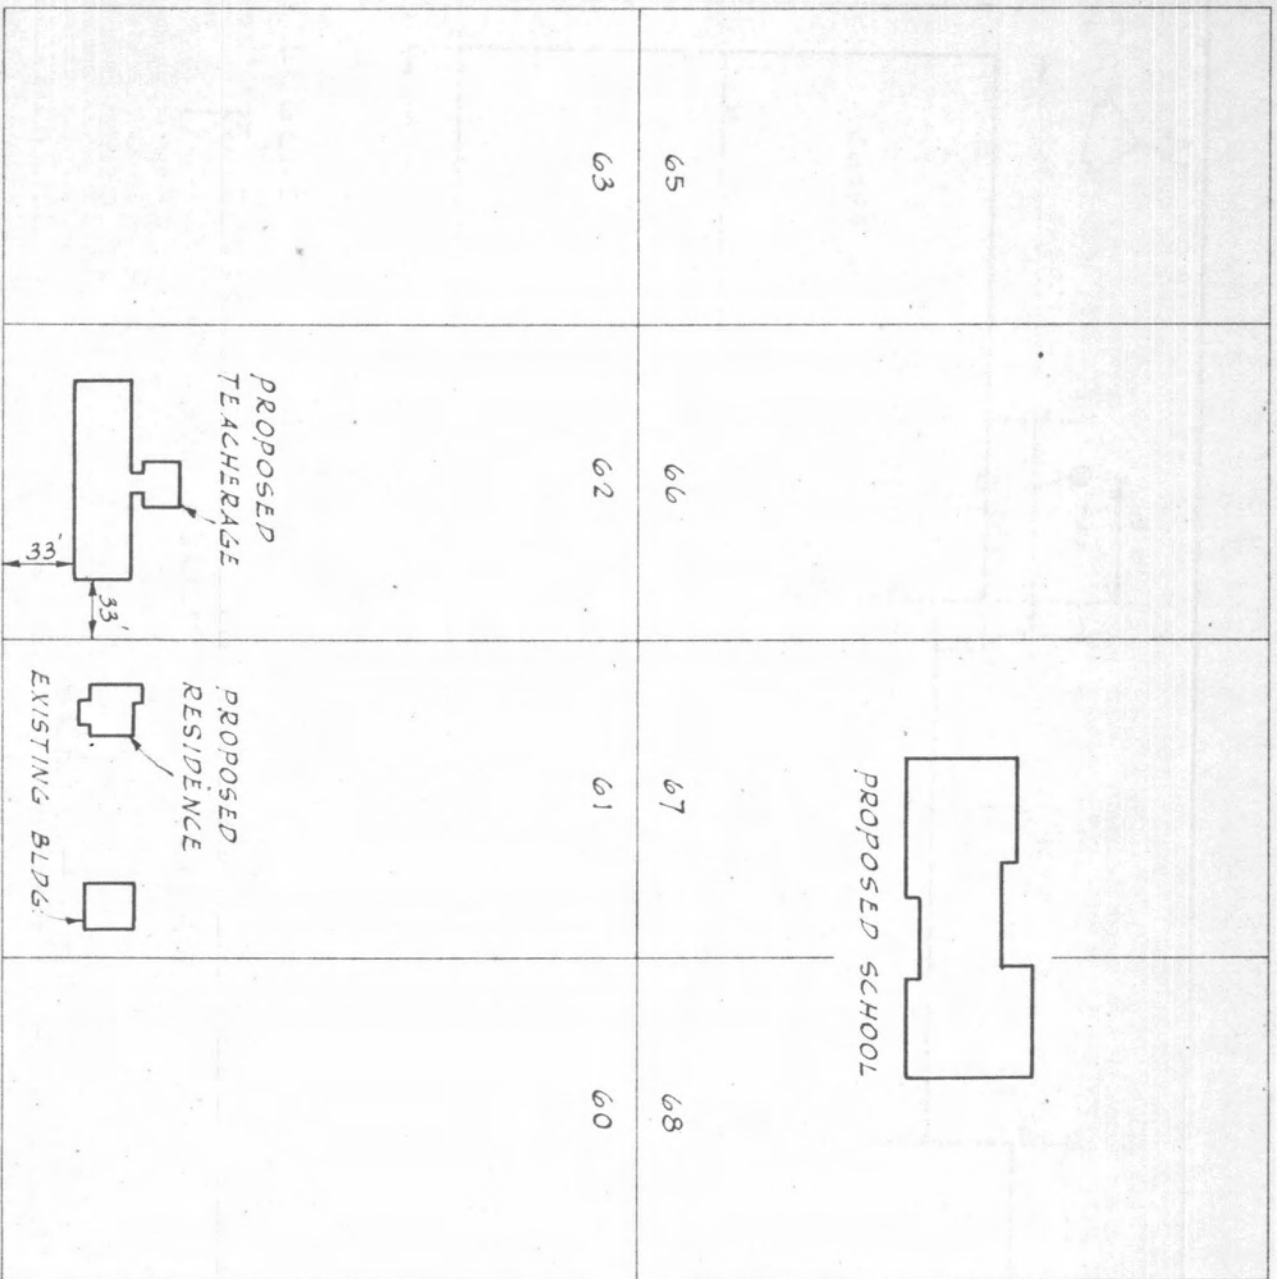 65
66
67
68
63
62
61
60
PROPOSED SCHOOL
PROPOSED
TEACHERAGE
33'
33'
PROPOSED
RESIDENCE
EXISTING BLDG.